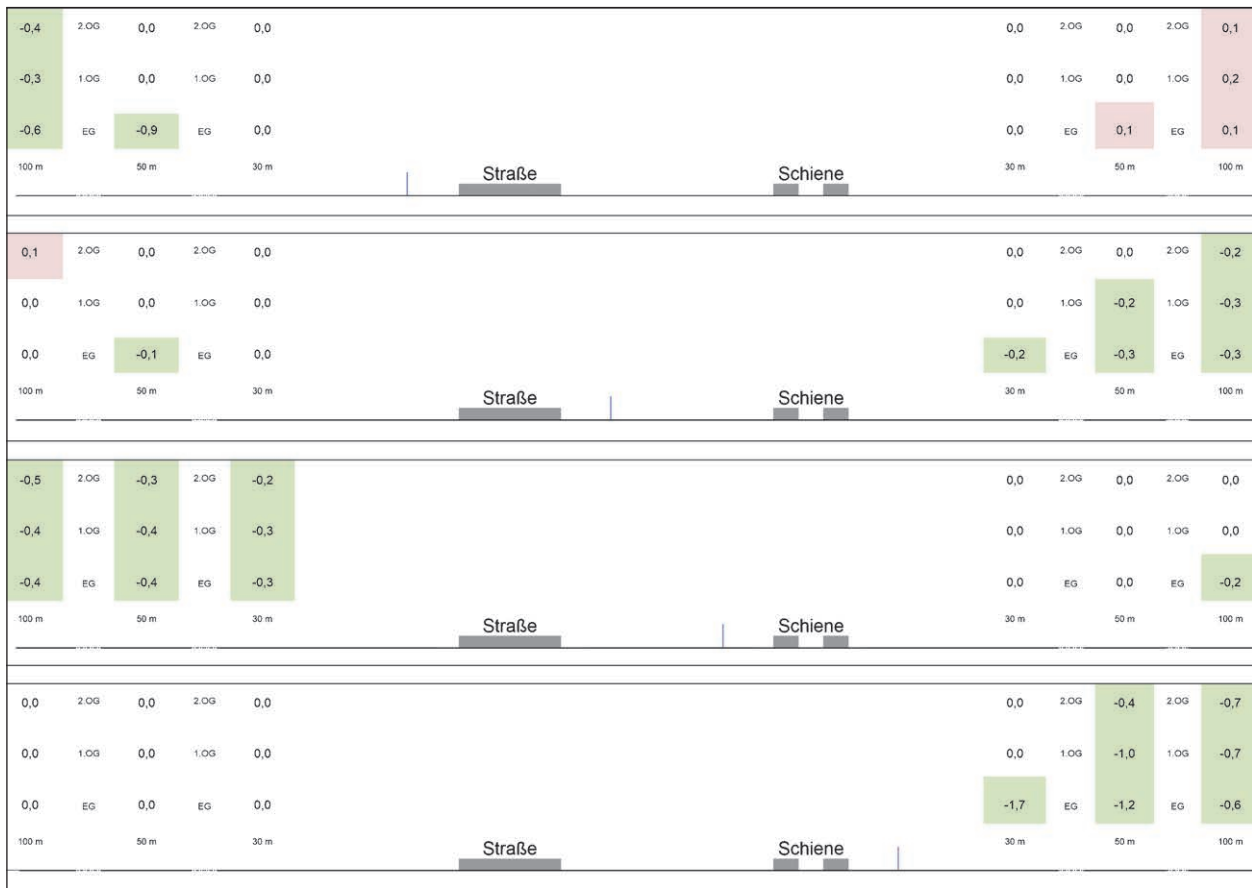 -0,4 2.OG 0,0 2.OG 0,0 0,0 2.OG 0,0 2.OG 0,1
-0,3 1.OG 0,0 1.OG 0,0 0,0 1.OG 0,0 1.OG 0,2
-0,6 EG -0,9 EG 0,0 0,0 EG 0,1 EG 0,1
100 m 50 m 30 m 30 m 50 m 100 m
Straße Schiene
0,1 2.OG 0,0 2.OG 0,0 0,0 2.OG 0,0 2.OG -0,2
0,0 1.OG 0,0 1.OG 0,0 0,0 1.OG -0,2 1.OG -0,3
0,0 EG -0,1 EG 0,0 -0,2 EG -0,3 EG -0,3
100 m 50 m 30 m 30 m 50 m 100 m
Straße Schiene
-0,5 2.OG -0,3 2.OG -0,2 0,0 2.OG 0,0 2.OG 0,0
-0,4 1.OG -0,4 1.OG -0,3 0,0 1.OG 0,0 1.OG 0,0
-0,4 EG -0,4 EG -0,3 0,0 EG 0,0 EG -0,2
100 m 50 m 30 m 30 m 50 m 100 m
Straße Schiene
0,0 2.OG 0,0 2.OG 0,0 0,0 2.OG -0,4 2.OG -0,7
0,0 1.OG 0,0 1.OG 0,0 0,0 1.OG -1,0 1.OG -0,7
0,0 EG 0,0 EG 0,0 -1,7 EG -1,2 EG -0,6
100 m 50 m 30 m 30 m 50 m 100 m
Straße Schiene